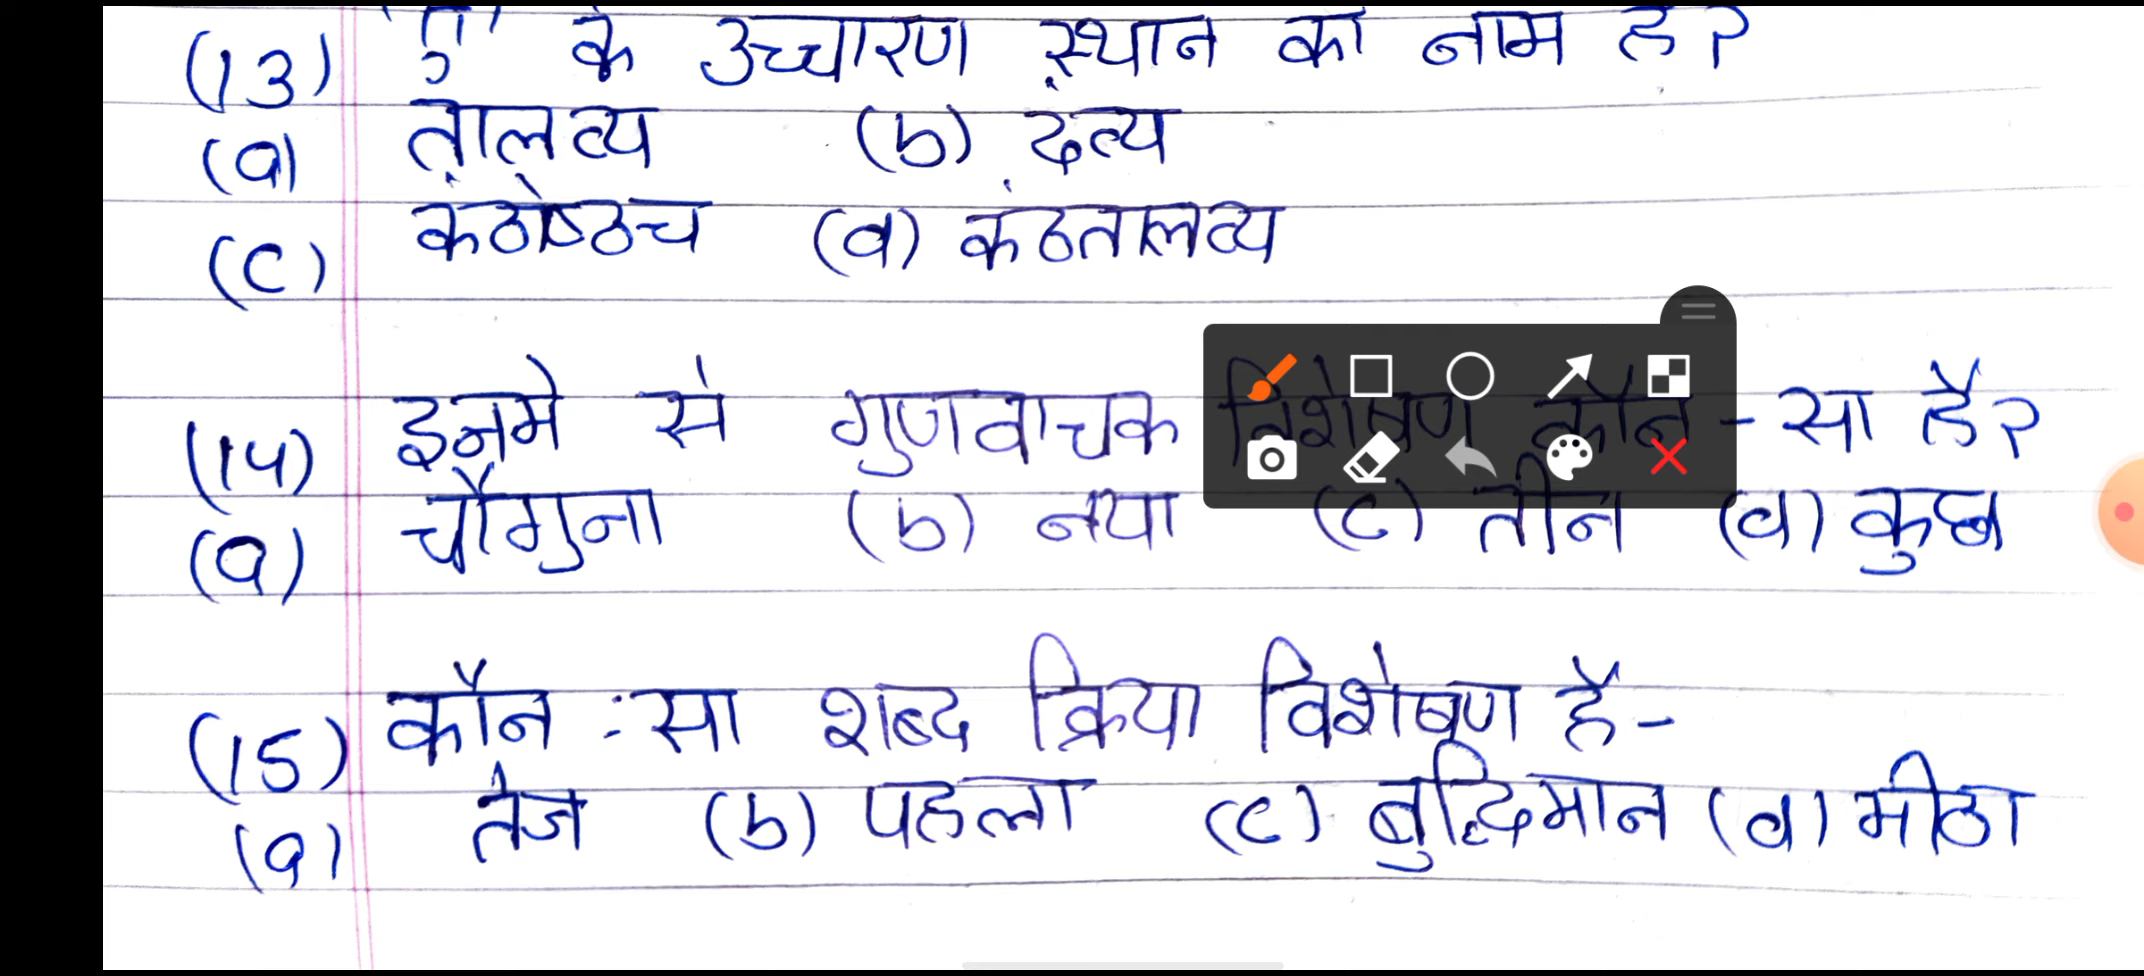 (13) के उच्चारण स्थान का नाम है?
(a) तालव्य (b) दंत्य
(c) कंठोष्ठ्य (d) कंठतालव्य
(14) इनमे से गुणवाचक विशेषण कौन-सा है?
(a) चौगुना (b) नया (c) तीन (d) कुछ
(15) कौन-सा शब्द क्रिया विशेषण है-
(a) तेज (b) पहला (c) बुद्धिमान (d) मीठा